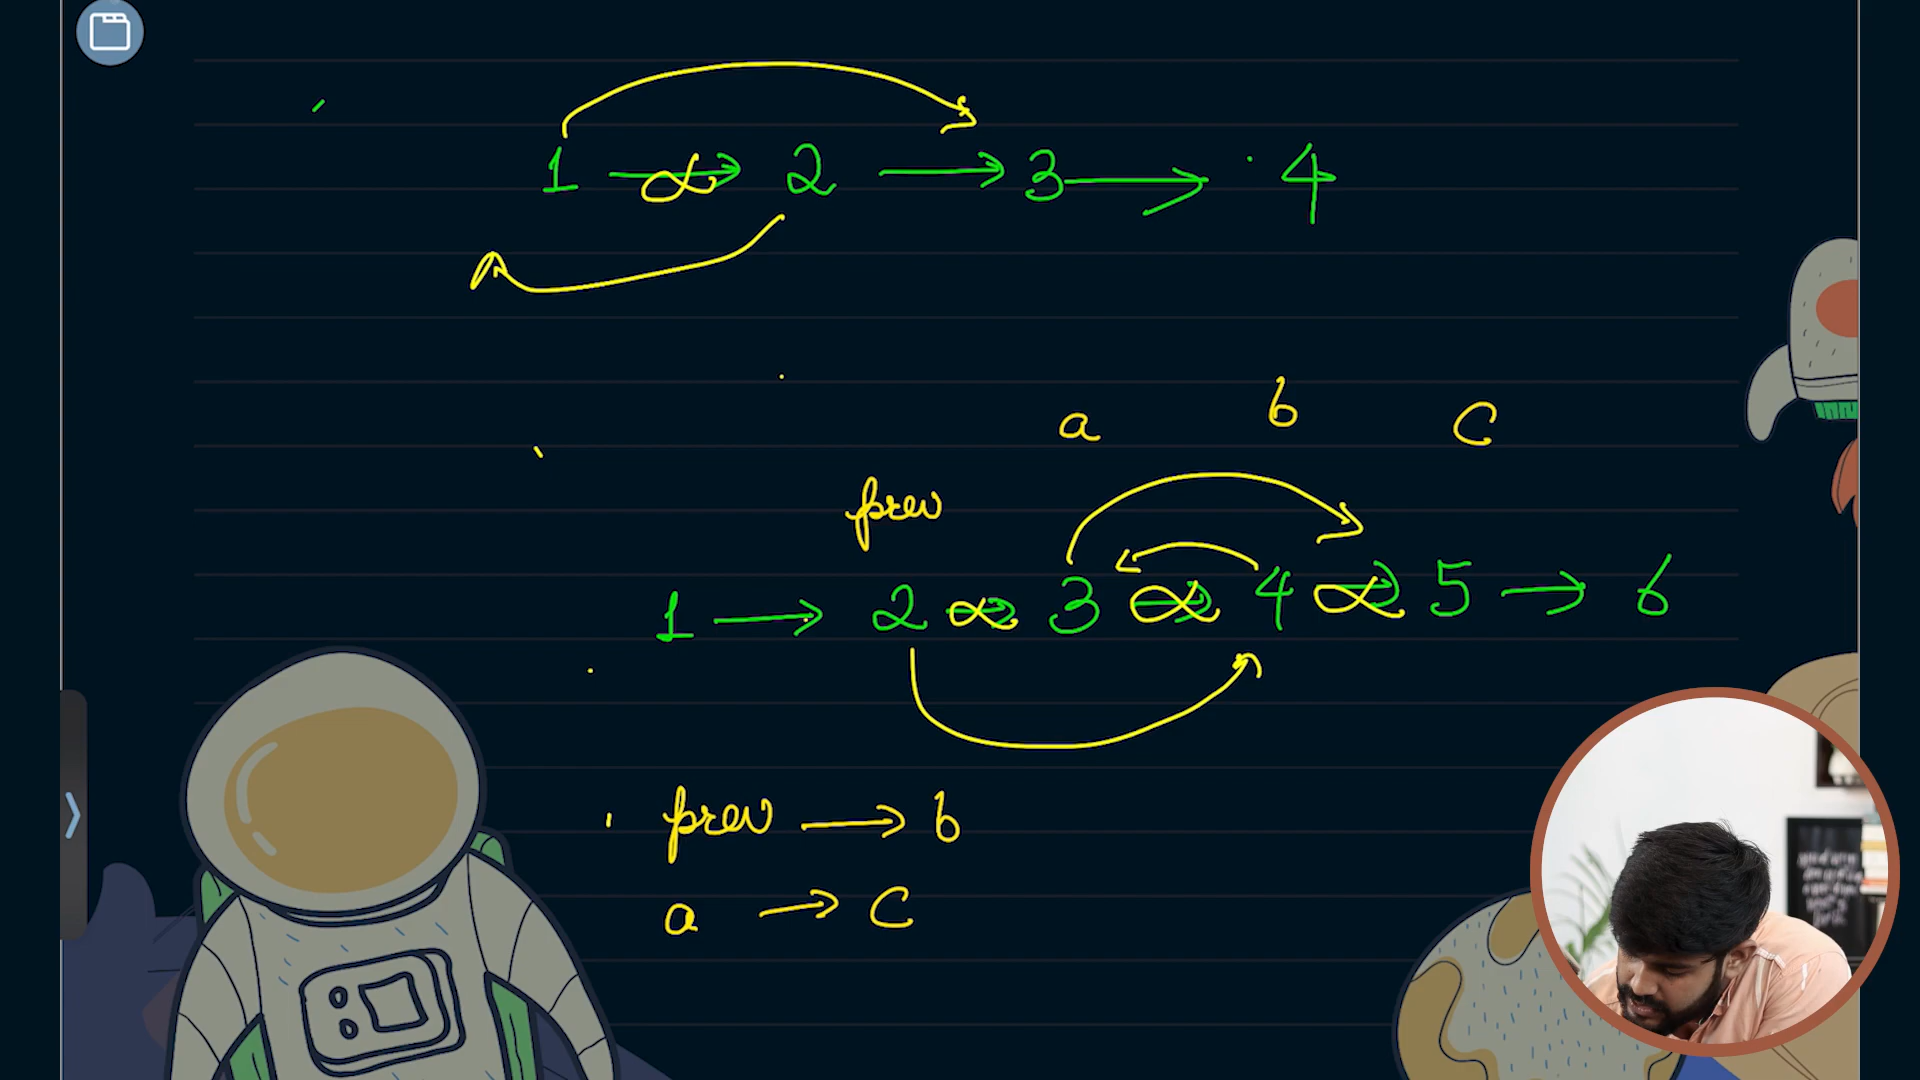 1 → 2 → 3 → 4
a b c
prev
1 → 2 → 3 → 4 → 5 → 6
prev → b
a → c